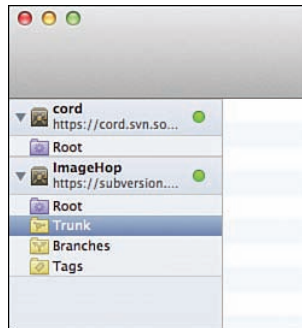 cord
https://cord.svn.so...
Root
ImageHop
https://subversion....
Root
Trunk
Branches
Tags